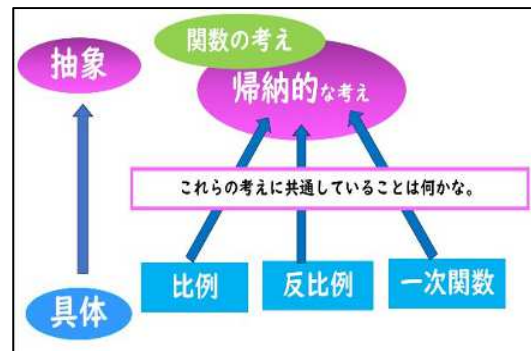 関数の考え
抽象
帰納的な考え
これらの考えに共通していることは何かな。
比例
反比例
一次関数
具体